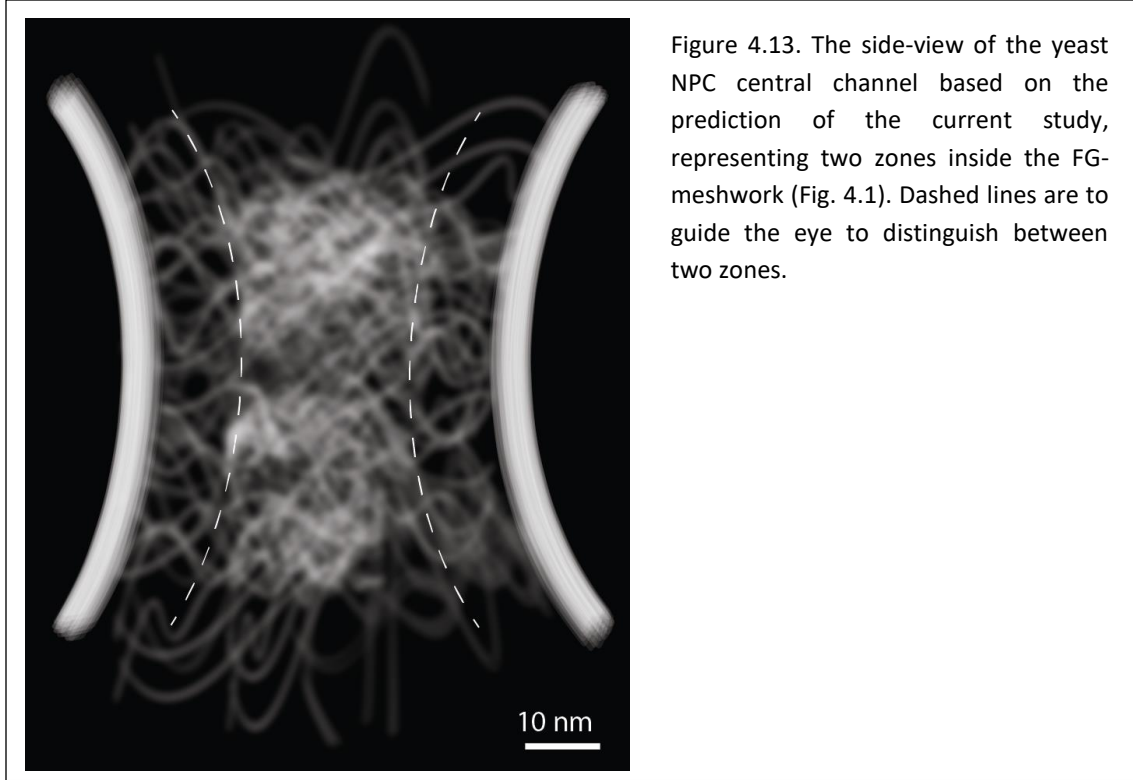 Figure 4.13. The side-view of the yeast
NPC central channel based on the
prediction of the current study,
representing two zones inside the FG-
meshwork (Fig. 4.1). Dashed lines are to
guide the eye to distinguish between
two zones.
10 nm